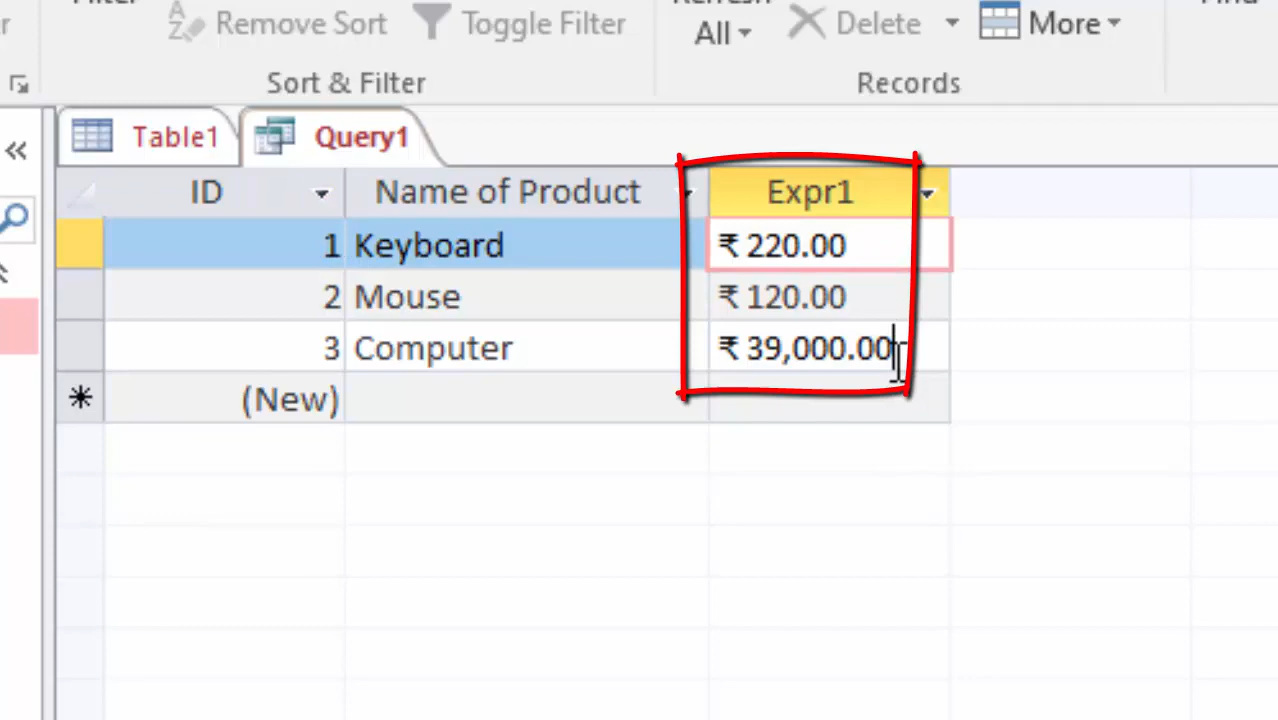 Remove Sort
Toggle Filter
All
Delete
More
Sort & Filter
Records
Table1
Query1
ID
Name of Product
Expr1
1 Keyboard ₹ 220.00
2 Mouse ₹ 120.00
3 Computer ₹ 39,000.00
(New)